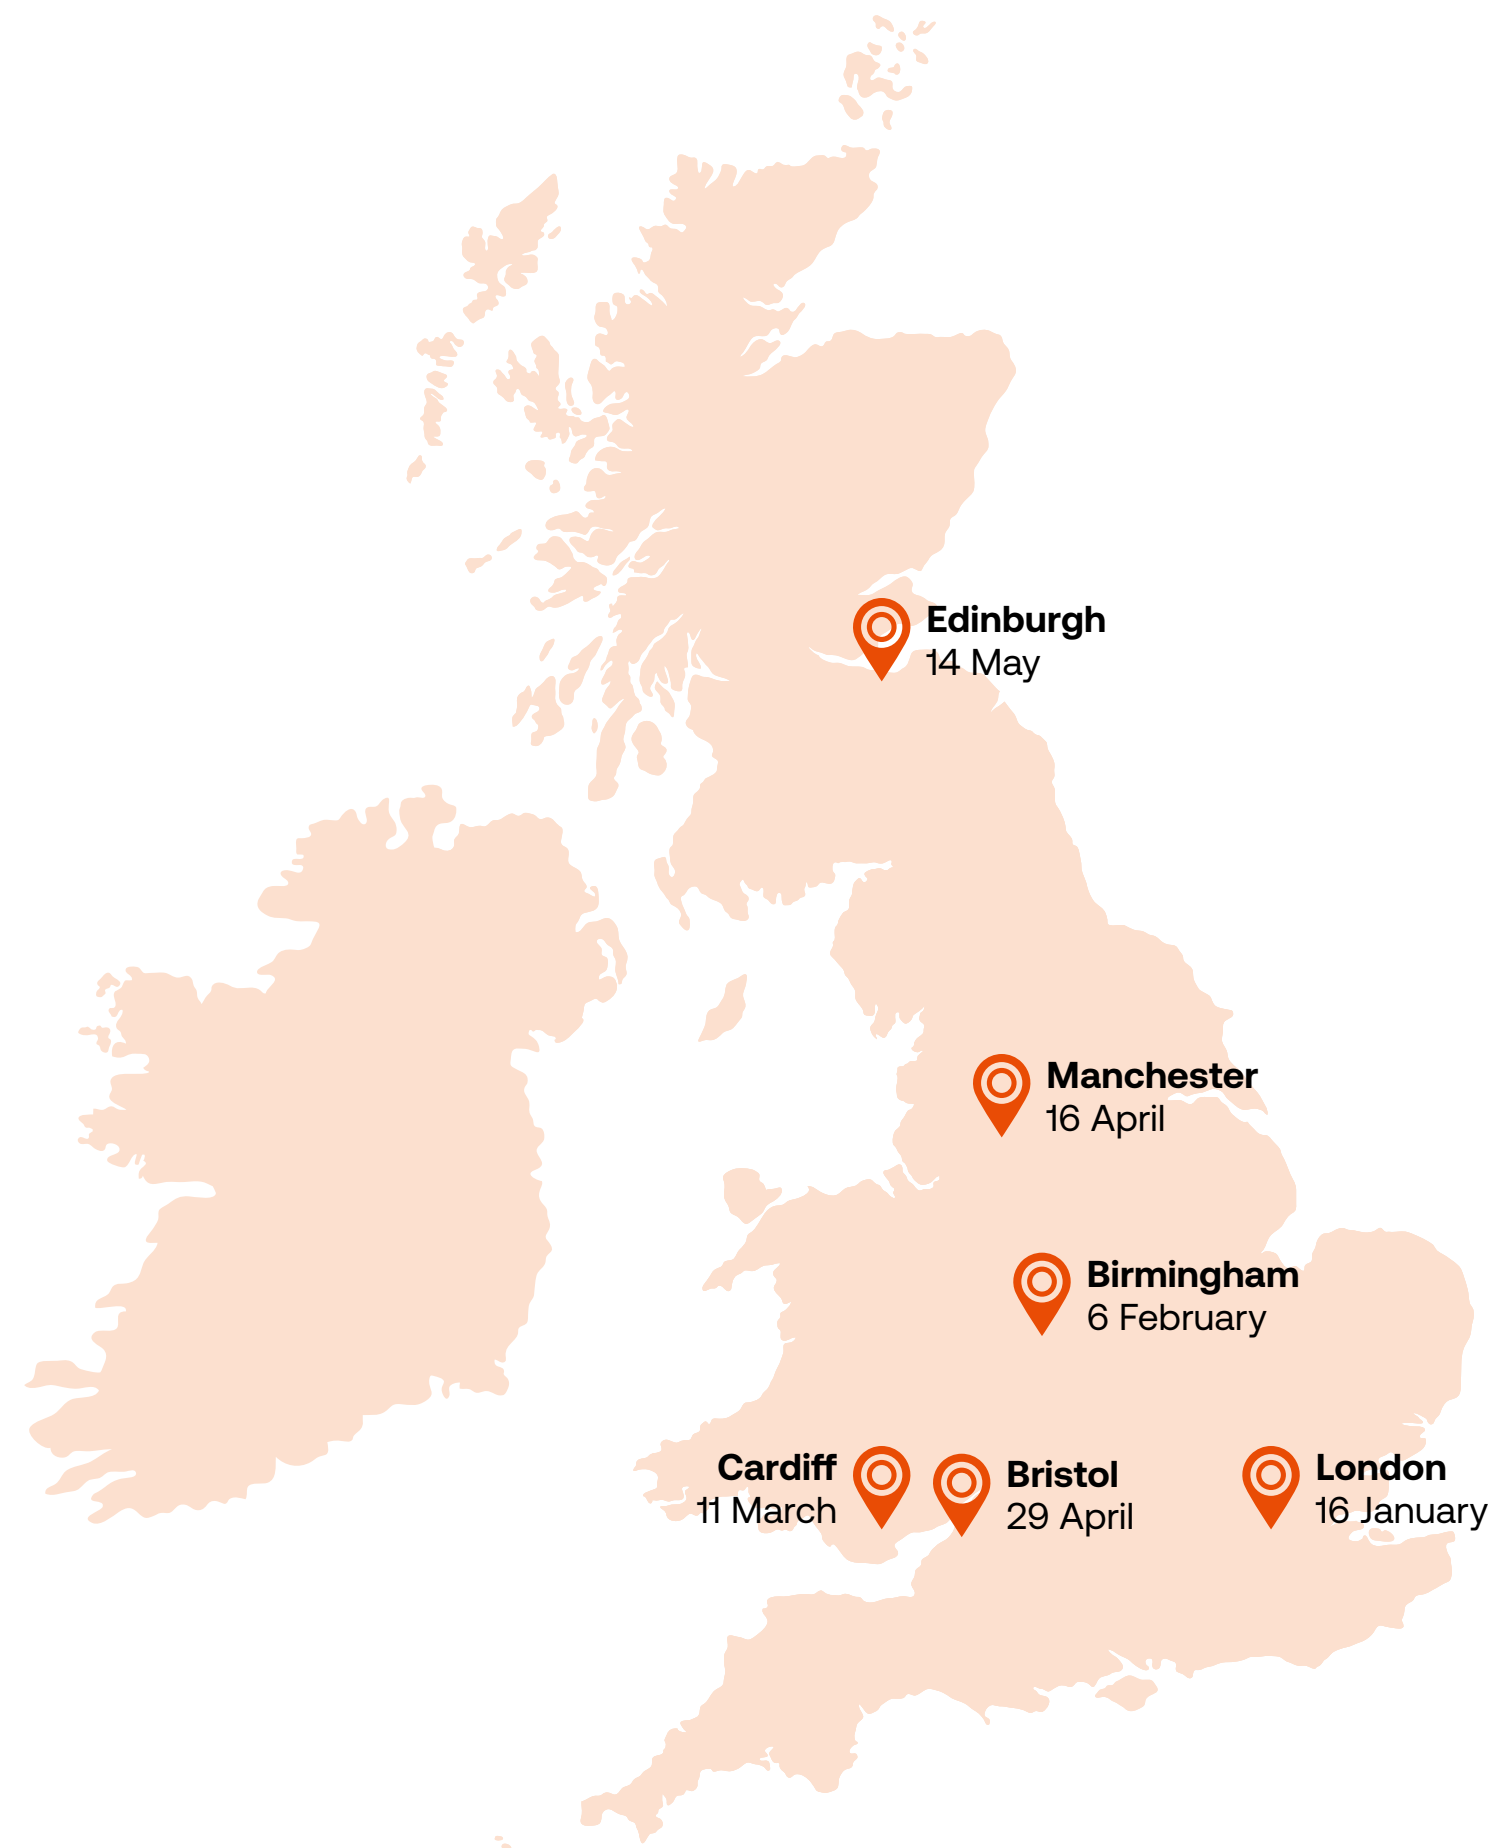 Edinburgh
14 May
Manchester
16 April
Birmingham
6 February
Cardiff
11 March
Bristol
29 April
London
16 January